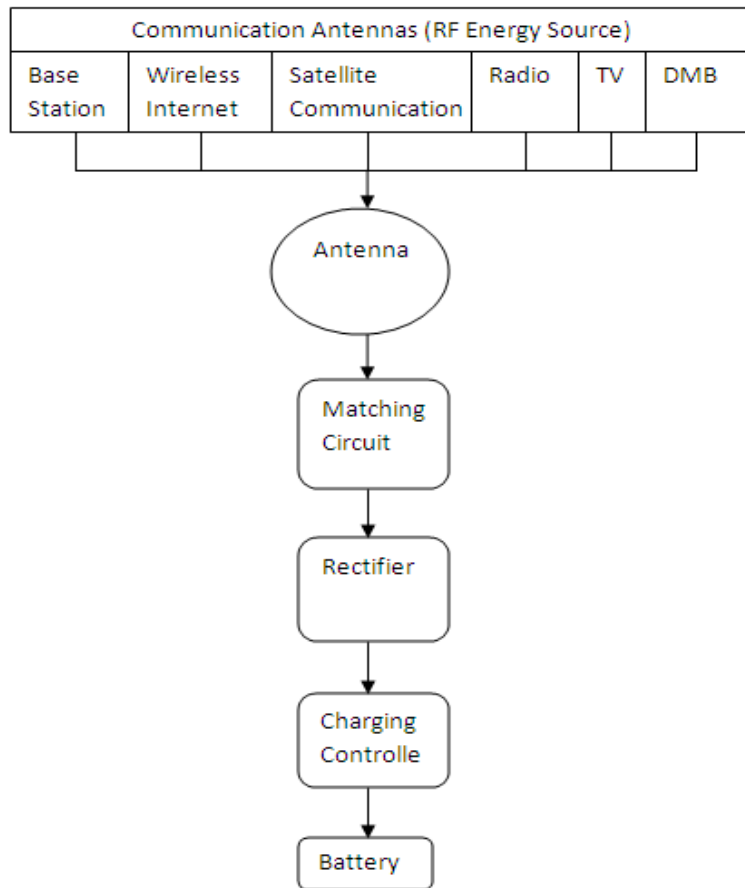 Communication Antennas (RF Energy Source)
Base
Station
Wireless
Internet
Satellite
Communication
Radio
TV
DMB
Antenna
Matching
Circuit
Rectifier
Charging
Controlle
Battery